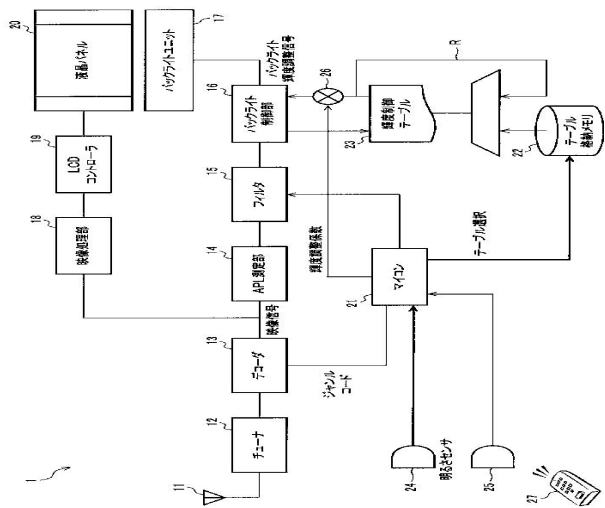 1
11
チューナ
12
デコーダ
13
映像信号
APL測定部
14
フィルタ
15
バックライト
制御部
16
バックライト
輝度調整信号
バックライトユニット
17
映像処理部
18
LCD
コントローラ
19
液晶パネル
20
ジャンル
コード
マイコン
21
輝度調整係数
テーブル選択
テーブル
格納メモリ
22
輝度制御
テーブル
23
26
R
24
明るさセンサ
25
27